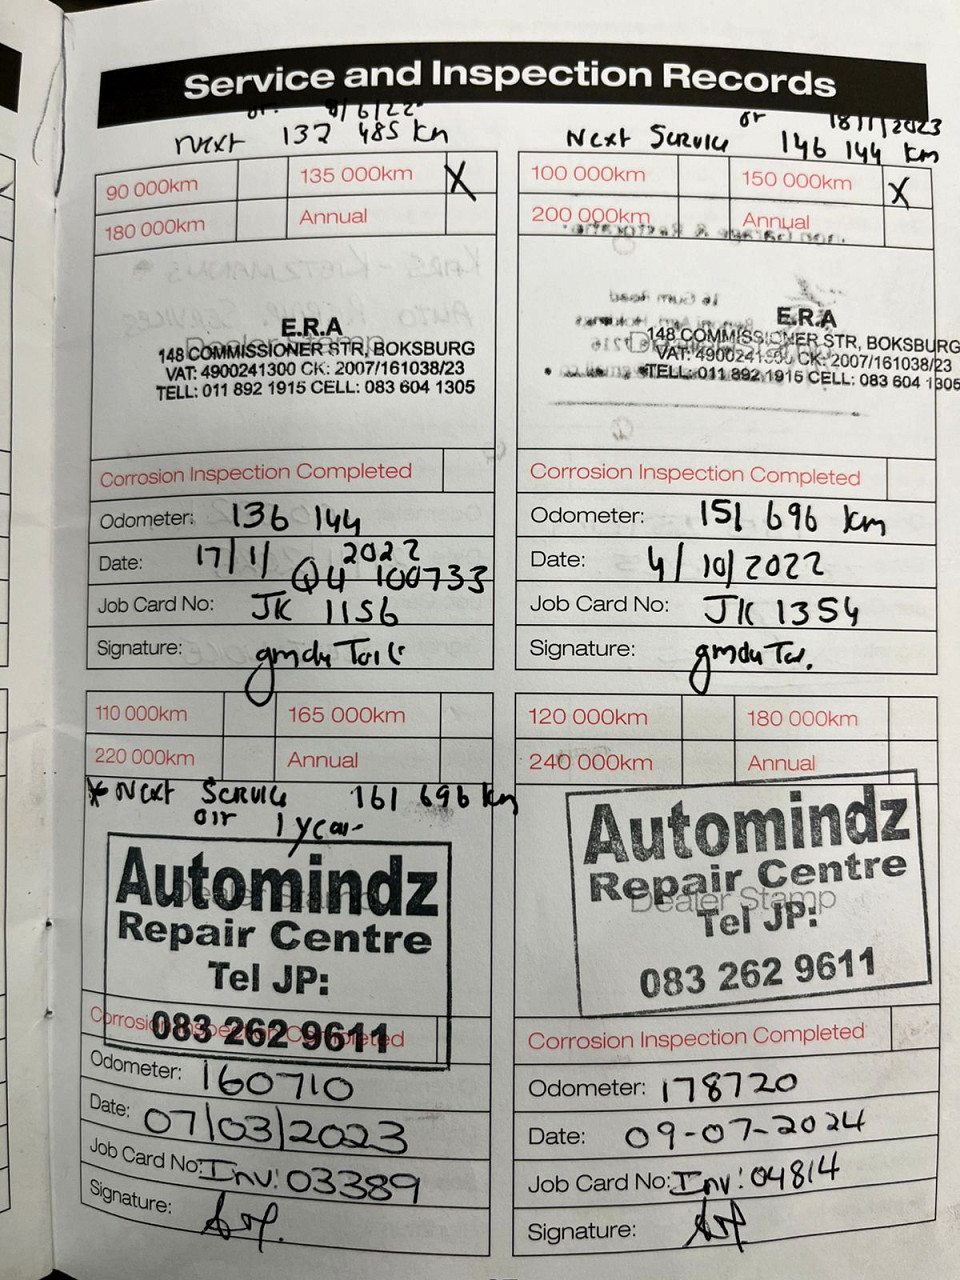 Service and Inspection Records
or 8/6/22
Next 137 485 km
90 000km 135 000km X
180 000km Annual
Dealer Stamp
E.R.A
148 COMMISSIONER STR, BOKSBURG
VAT: 4900241300 CK: 2007/161038/23
TELL: 011 892 1915 CELL: 083 604 1305
Corrosion Inspection Completed
Odometer: 136 144
Date: 17/1/2022
Q4 100733
Job Card No: JK 1156
Signature:
or 18/1/2023
Next Service 146 144 km
100 000km 150 000km X
200 000km Annual
E.R.A
148 COMMISSIONER STR, BOKSBURG
VAT: 4900241300 CK: 2007/161038/23
TELL: 011 892 1915 CELL: 083 604 1305
Corrosion Inspection Completed
Odometer: 151 696 km
Date: 4/10/2022
Job Card No: JK 1354
Signature:
110 000km 165 000km
220 000km Annual
* Next Service 161 696 km
or 1 year
Automindz
Repair Centre
Tel JP:
083 262 9611
Corrosion Inspection Completed
Odometer: 160710
Date: 07/03/2023
Job Card No: Inv: 03389
Signature:
120 000km 180 000km
240 000km Annual
Automindz
Repair Centre
Dealer Stamp
Tel JP:
083 262 9611
Corrosion Inspection Completed
Odometer: 178720
Date: 09-07-2024
Job Card No: Inv: 04814
Signature: